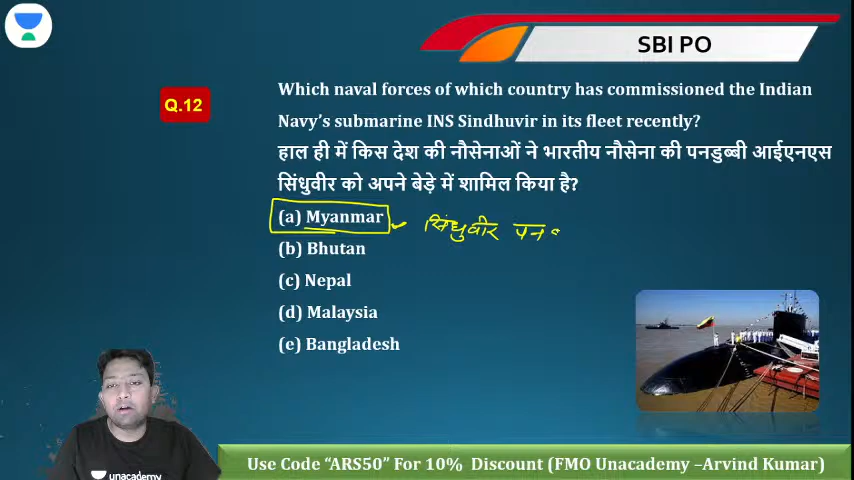 SBI PO
Q.12
Which naval forces of which country has commissioned the Indian
Navy's submarine INS Sindhuvir in its fleet recently?
हाल ही में किस देश की नौसेनाओं ने भारतीय नौसेना की पनडुब्बी आईएनएस
सिंधुवीर को अपने बेड़े में शामिल किया है?
(a) Myanmar
सिंधुवीर पन
(b) Bhutan
(c) Nepal
(d) Malaysia
(e) Bangladesh
unacademy
Use Code “ARS50” For 10% Discount (FMO Unacademy –Arvind Kumar)